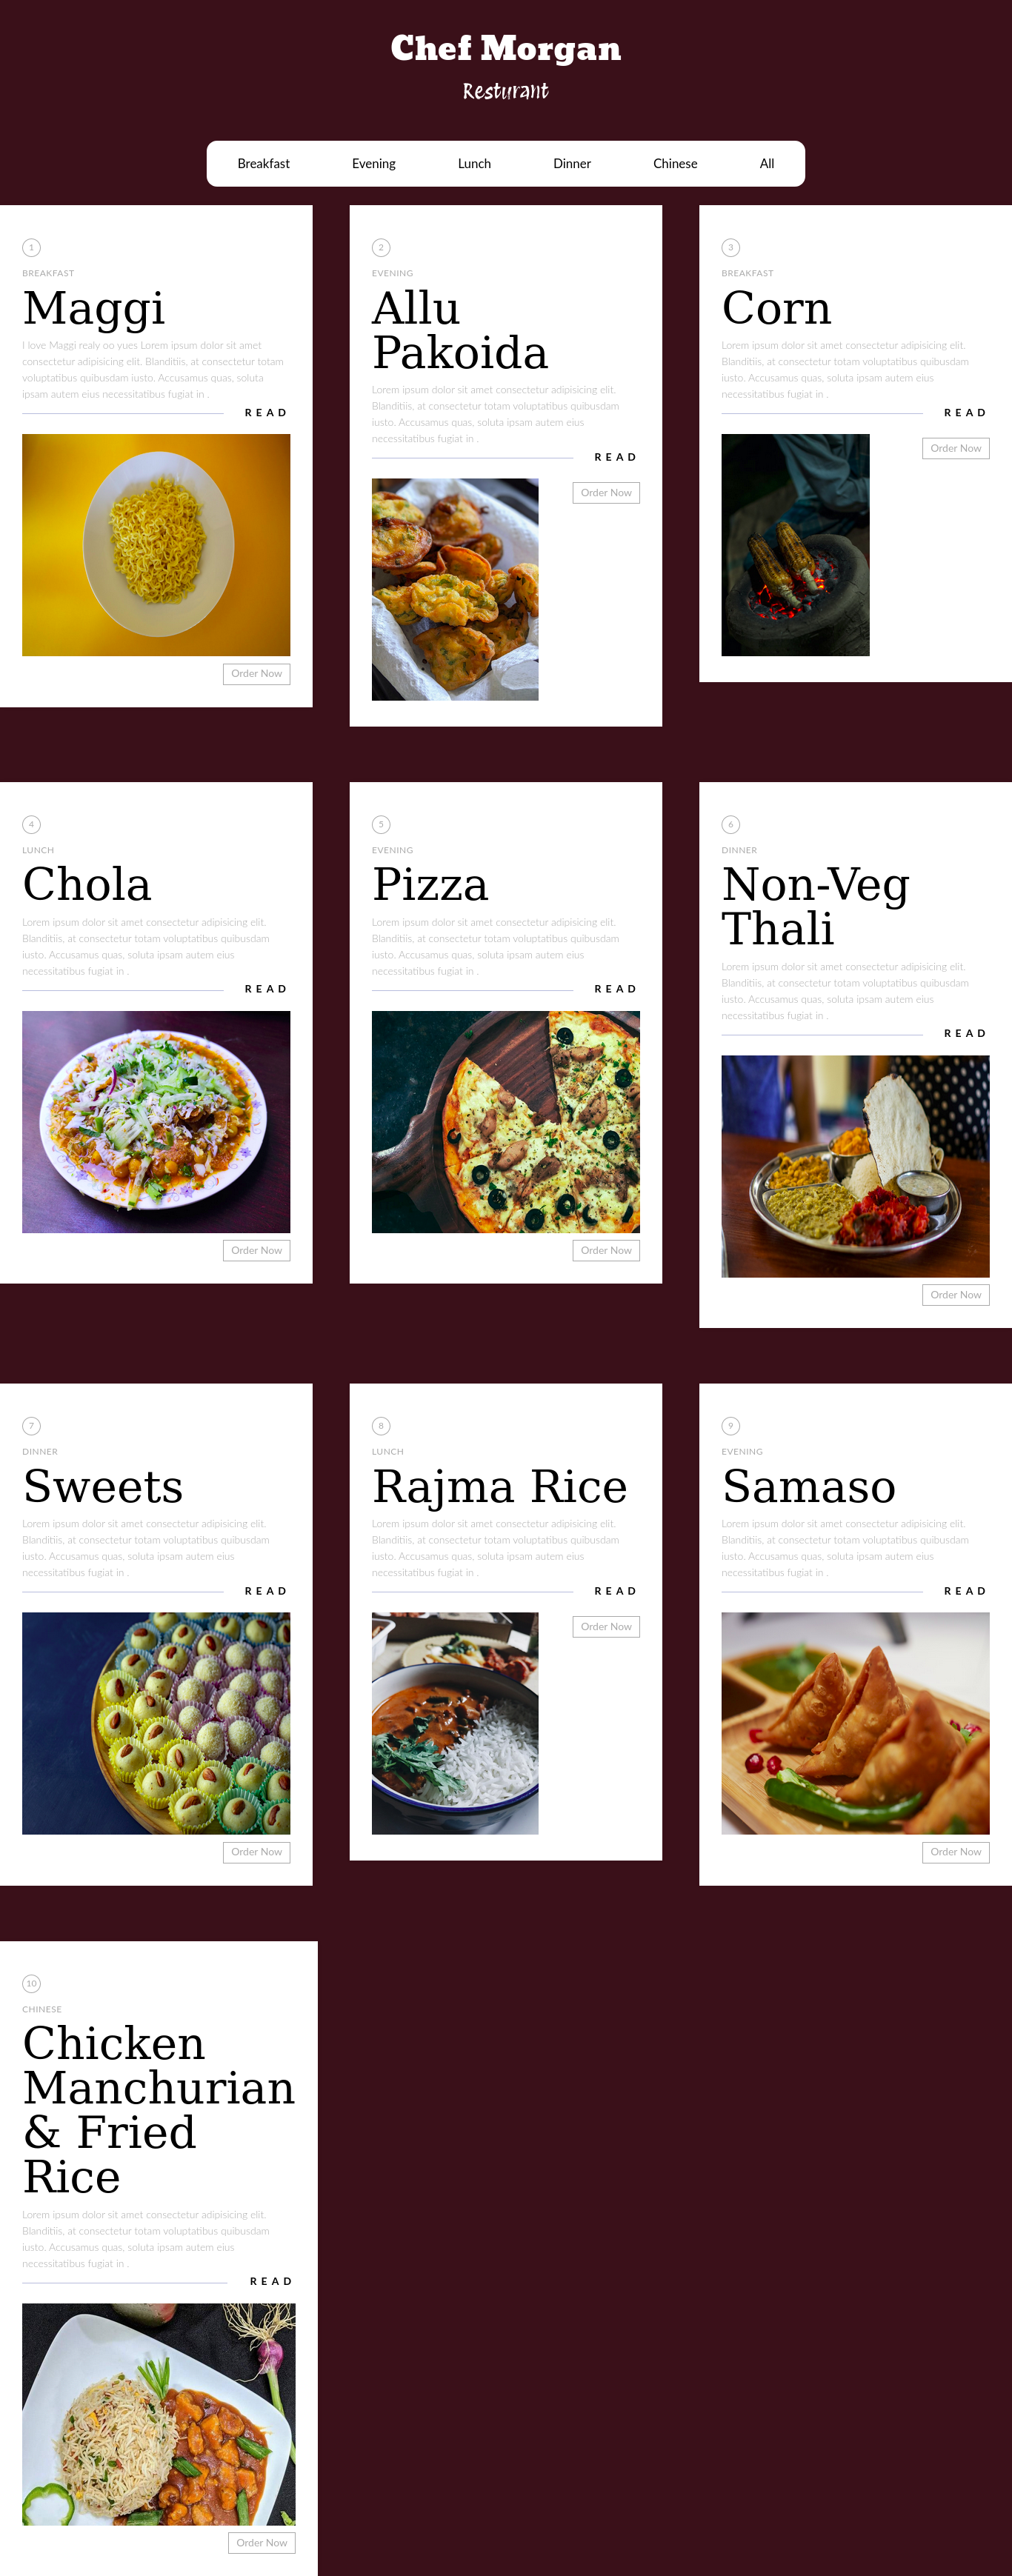 Chef Morgan
Resturant
Breakfast Evening Lunch Dinner Chinese All
1
BREAKFAST
Maggi
I love Maggi realy oo yues Lorem ipsum dolor sit amet
consectetur adipisicing elit. Blanditiis, at consectetur totam
voluptatibus quibusdam iusto. Accusamus quas, soluta
ipsam autem eius necessitatibus fugiat in .
READ
Order Now
2
EVENING
Allu
Pakoida
Lorem ipsum dolor sit amet consectetur adipisicing elit.
Blanditiis, at consectetur totam voluptatibus quibusdam
iusto. Accusamus quas, soluta ipsam autem eius
necessitatibus fugiat in .
READ
Order Now
3
BREAKFAST
Corn
Lorem ipsum dolor sit amet consectetur adipisicing elit.
Blanditiis, at consectetur totam voluptatibus quibusdam
iusto. Accusamus quas, soluta ipsam autem eius
necessitatibus fugiat in .
READ
Order Now
4
LUNCH
Chola
Lorem ipsum dolor sit amet consectetur adipisicing elit.
Blanditiis, at consectetur totam voluptatibus quibusdam
iusto. Accusamus quas, soluta ipsam autem eius
necessitatibus fugiat in .
READ
Order Now
5
EVENING
Pizza
Lorem ipsum dolor sit amet consectetur adipisicing elit.
Blanditiis, at consectetur totam voluptatibus quibusdam
iusto. Accusamus quas, soluta ipsam autem eius
necessitatibus fugiat in .
READ
Order Now
6
DINNER
Non-Veg
Thali
Lorem ipsum dolor sit amet consectetur adipisicing elit.
Blanditiis, at consectetur totam voluptatibus quibusdam
iusto. Accusamus quas, soluta ipsam autem eius
necessitatibus fugiat in .
READ
Order Now
7
DINNER
Sweets
Lorem ipsum dolor sit amet consectetur adipisicing elit.
Blanditiis, at consectetur totam voluptatibus quibusdam
iusto. Accusamus quas, soluta ipsam autem eius
necessitatibus fugiat in .
READ
Order Now
8
LUNCH
Rajma Rice
Lorem ipsum dolor sit amet consectetur adipisicing elit.
Blanditiis, at consectetur totam voluptatibus quibusdam
iusto. Accusamus quas, soluta ipsam autem eius
necessitatibus fugiat in .
READ
Order Now
9
EVENING
Samaso
Lorem ipsum dolor sit amet consectetur adipisicing elit.
Blanditiis, at consectetur totam voluptatibus quibusdam
iusto. Accusamus quas, soluta ipsam autem eius
necessitatibus fugiat in .
READ
Order Now
10
CHINESE
Chicken
Manchurian
& Fried
Rice
Lorem ipsum dolor sit amet consectetur adipisicing elit.
Blanditiis, at consectetur totam voluptatibus quibusdam
iusto. Accusamus quas, soluta ipsam autem eius
necessitatibus fugiat in .
READ
Order Now